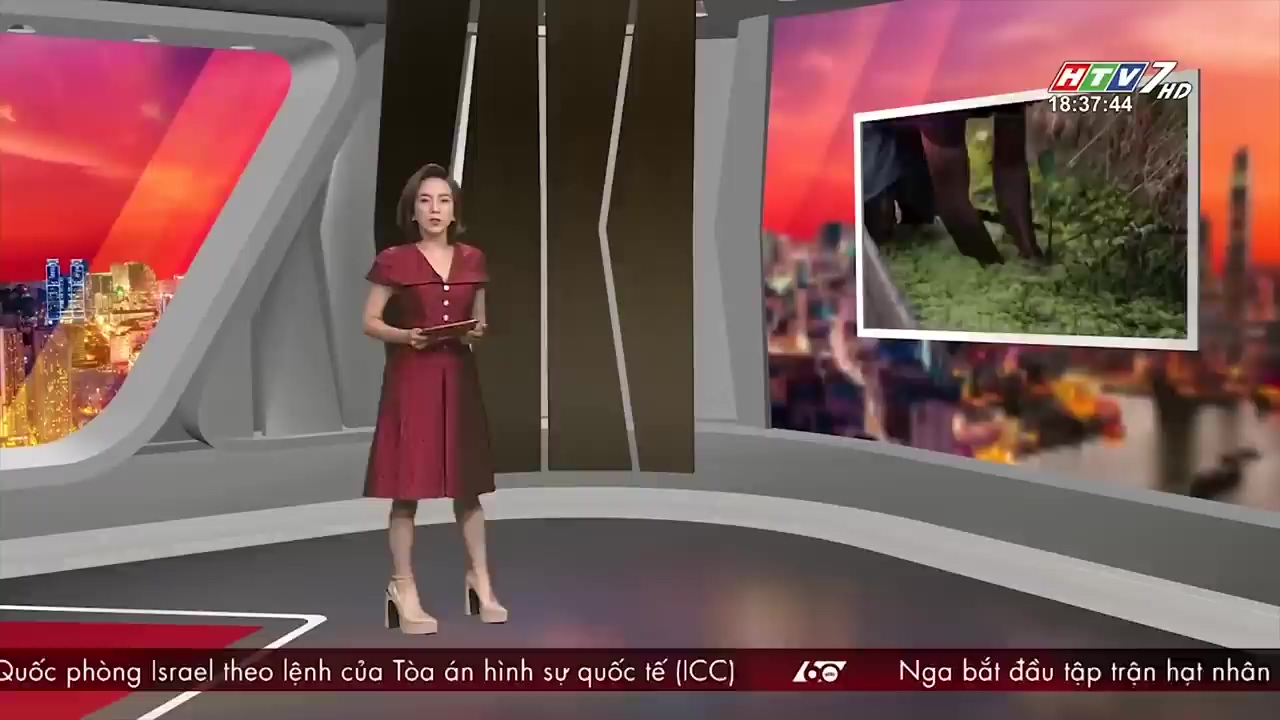 HTV7 HD
18:37:44
Quốc phòng Israel theo lệnh của Tòa án hình sự quốc tế (ICC) 60 Nga bắt đầu tập trận hạt nhân